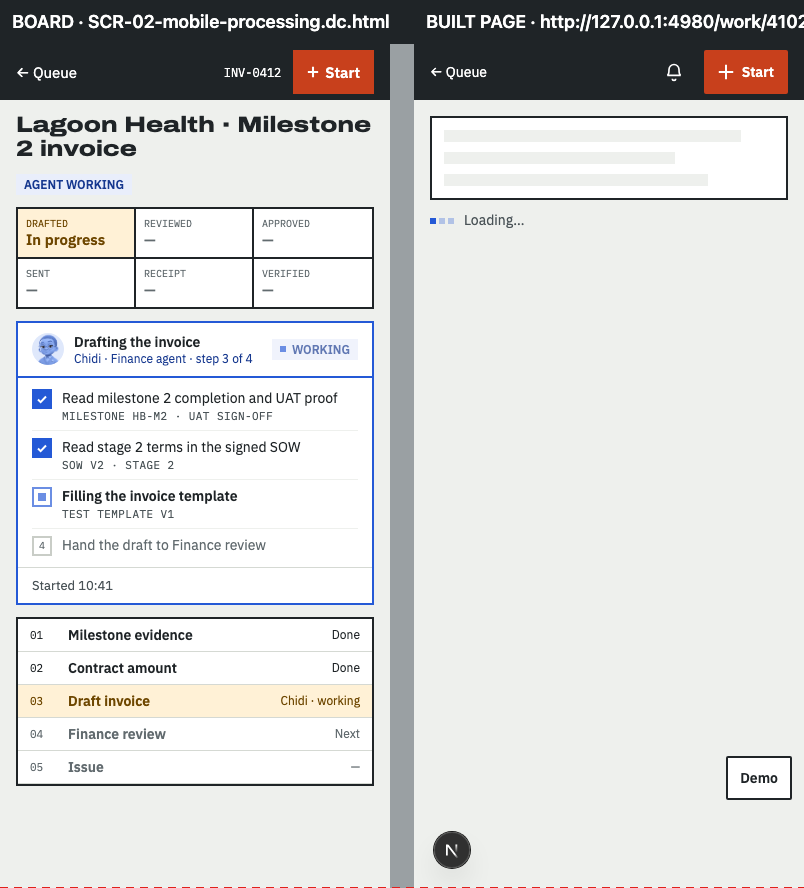 BOARD · SCR-02-mobile-processing.dc.html
← Queue
INV-0412
+ Start
Lagoon Health · Milestone
2 invoice
AGENT WORKING
DRAFTED
In progress
REVIEWED
—
APPROVED
—
SENT
—
RECEIPT
—
VERIFIED
—
Drafting the invoice
Chidi · Finance agent · step 3 of 4
WORKING
Read milestone 2 completion and UAT proof
MILESTONE HB-M2 · UAT SIGN-OFF
Read stage 2 terms in the signed SOW
SOW V2 · STAGE 2
Filling the invoice template
TEST TEMPLATE V1
4 Hand the draft to Finance review
Started 10:41
01 Milestone evidence Done
02 Contract amount Done
03 Draft invoice Chidi · working
04 Finance review Next
05 Issue —
BUILT PAGE · http://127.0.0.1:4980/work/4102
← Queue
+ Start
Loading...
Demo
N